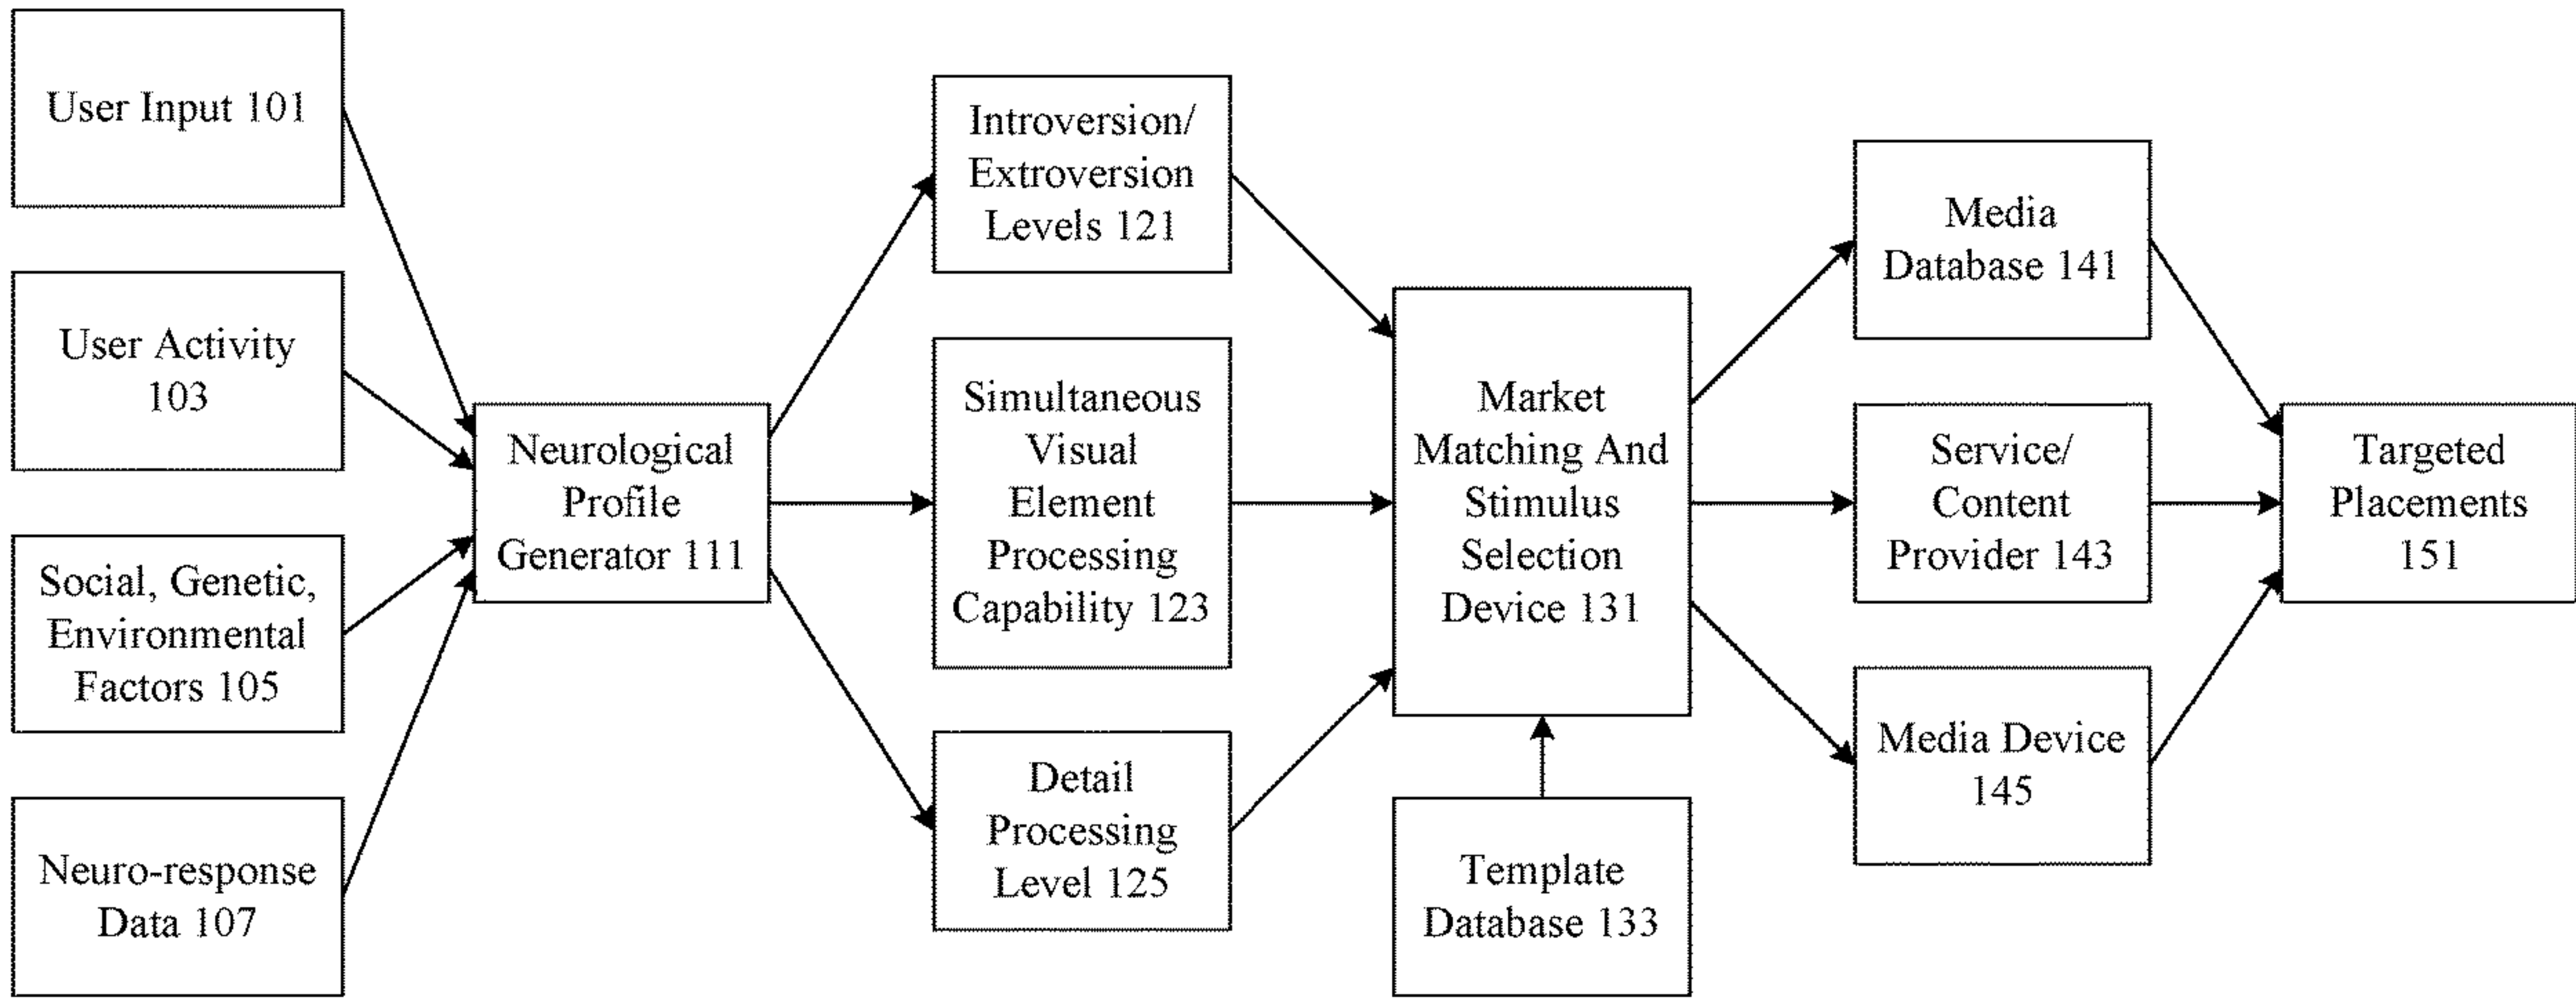 User Input 101
User Activity
103
Social, Genetic,
Environmental
Factors 105
Neuro-response
Data 107
Neurological
Profile
Generator 111
Introversion/
Extroversion
Levels 121
Simultaneous
Visual
Element
Processing
Capability 123
Detail
Processing
Level 125
Market
Matching And
Stimulus
Selection
Device 131
Template
Database 133
Media
Database 141
Service/
Content
Provider 143
Media Device
145
Targeted
Placements
151